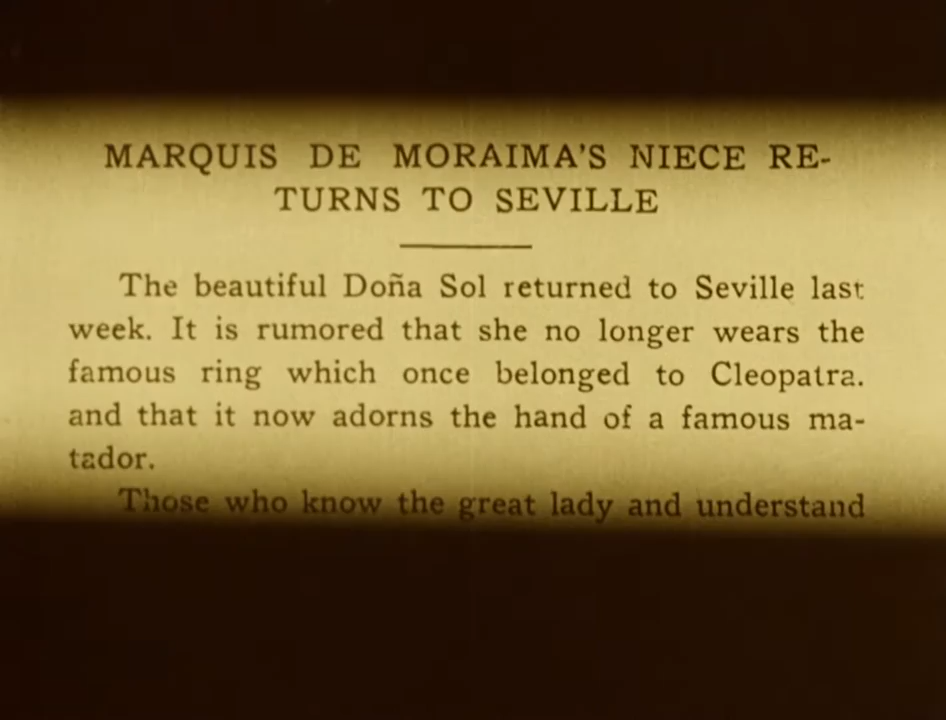 MARQUIS DE MORAIMA'S NIECE RE-
TURNS TO SEVILLE
The beautiful Doña Sol returned to Seville last
week. It is rumored that she no longer wears the
famous ring which once belonged to Cleopatra.
and that it now adorns the hand of a famous ma-
tador.
Those who know the great lady and understand